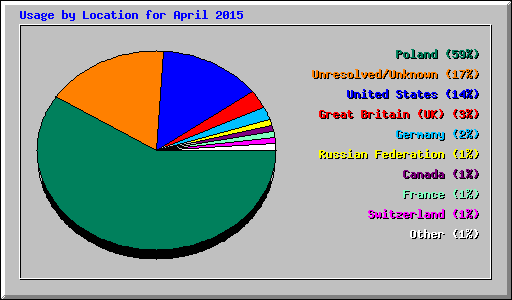 Usage by Location for April 2015
Poland (59%)
Unresolved/Unknown (17%)
United States (14%)
Great Britain (UK) (3%)
Germany (2%)
Russian Federation (1%)
Canada (1%)
France (1%)
Switzerland (1%)
Other (1%)